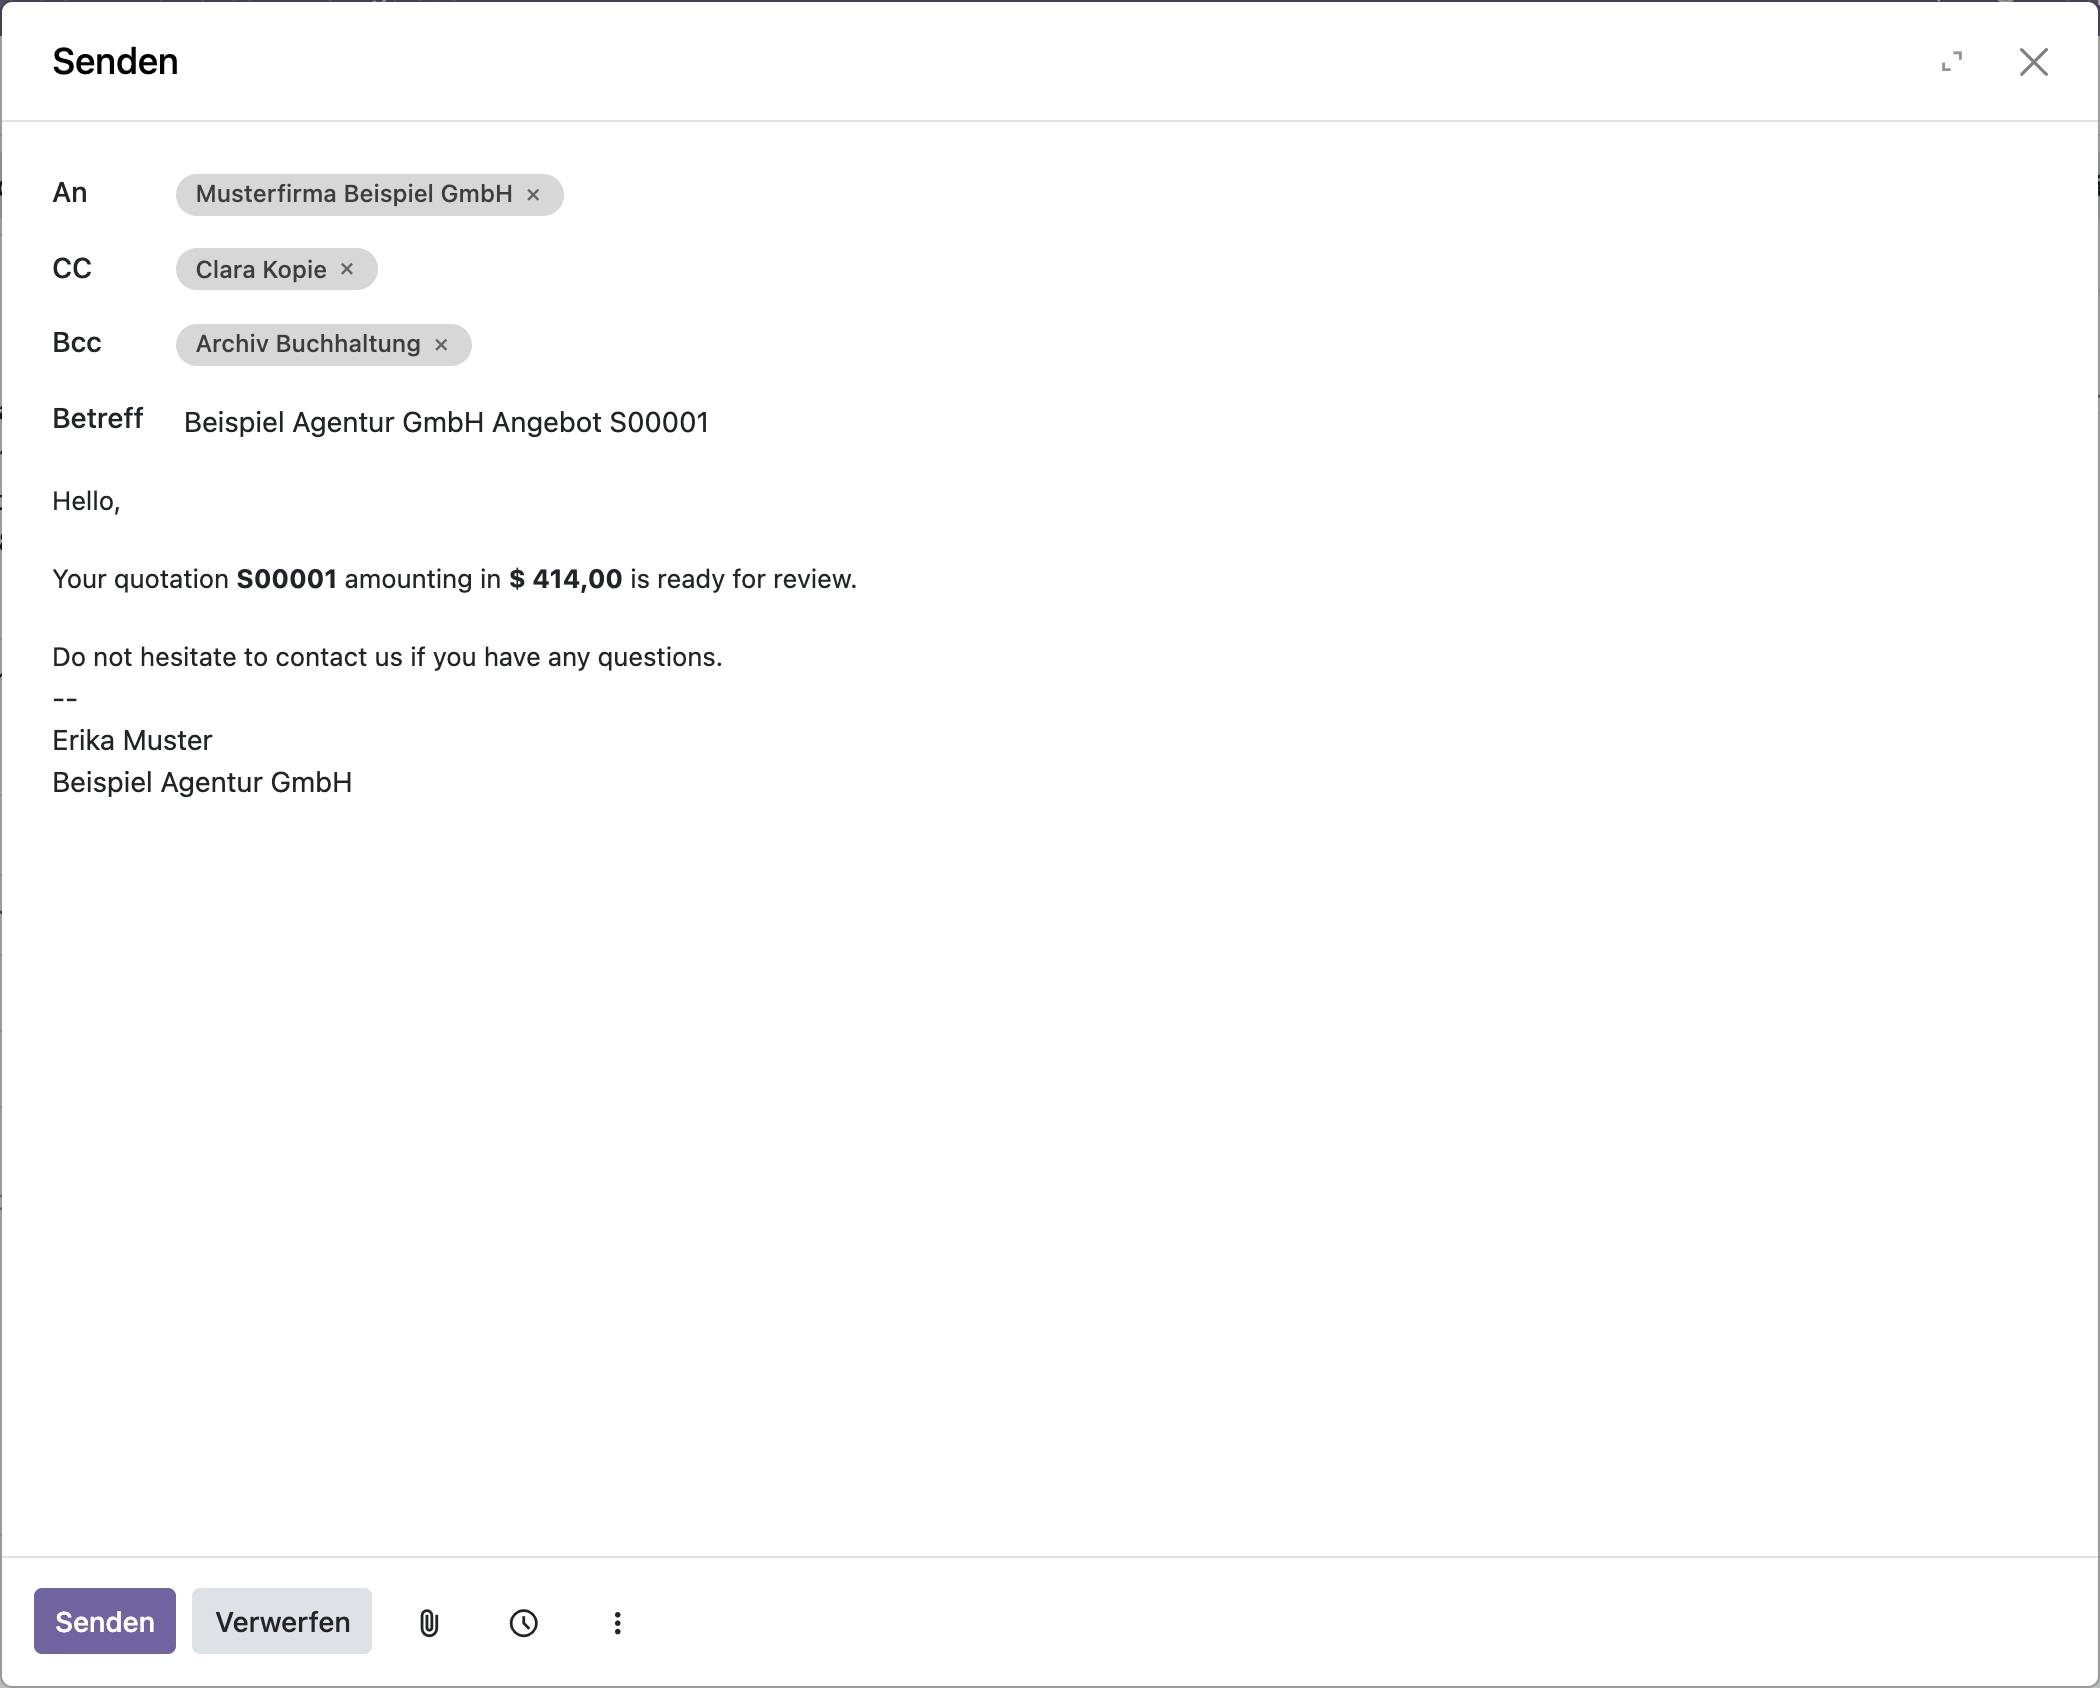 Senden
An Musterfirma Beispiel GmbH ×
CC Clara Kopie ×
Bcc Archiv Buchhaltung ×
Betreff Beispiel Agentur GmbH Angebot S00001
Hello,
Your quotation S00001 amounting in $ 414,00 is ready for review.
Do not hesitate to contact us if you have any questions.
--
Erika Muster
Beispiel Agentur GmbH
Senden Verwerfen